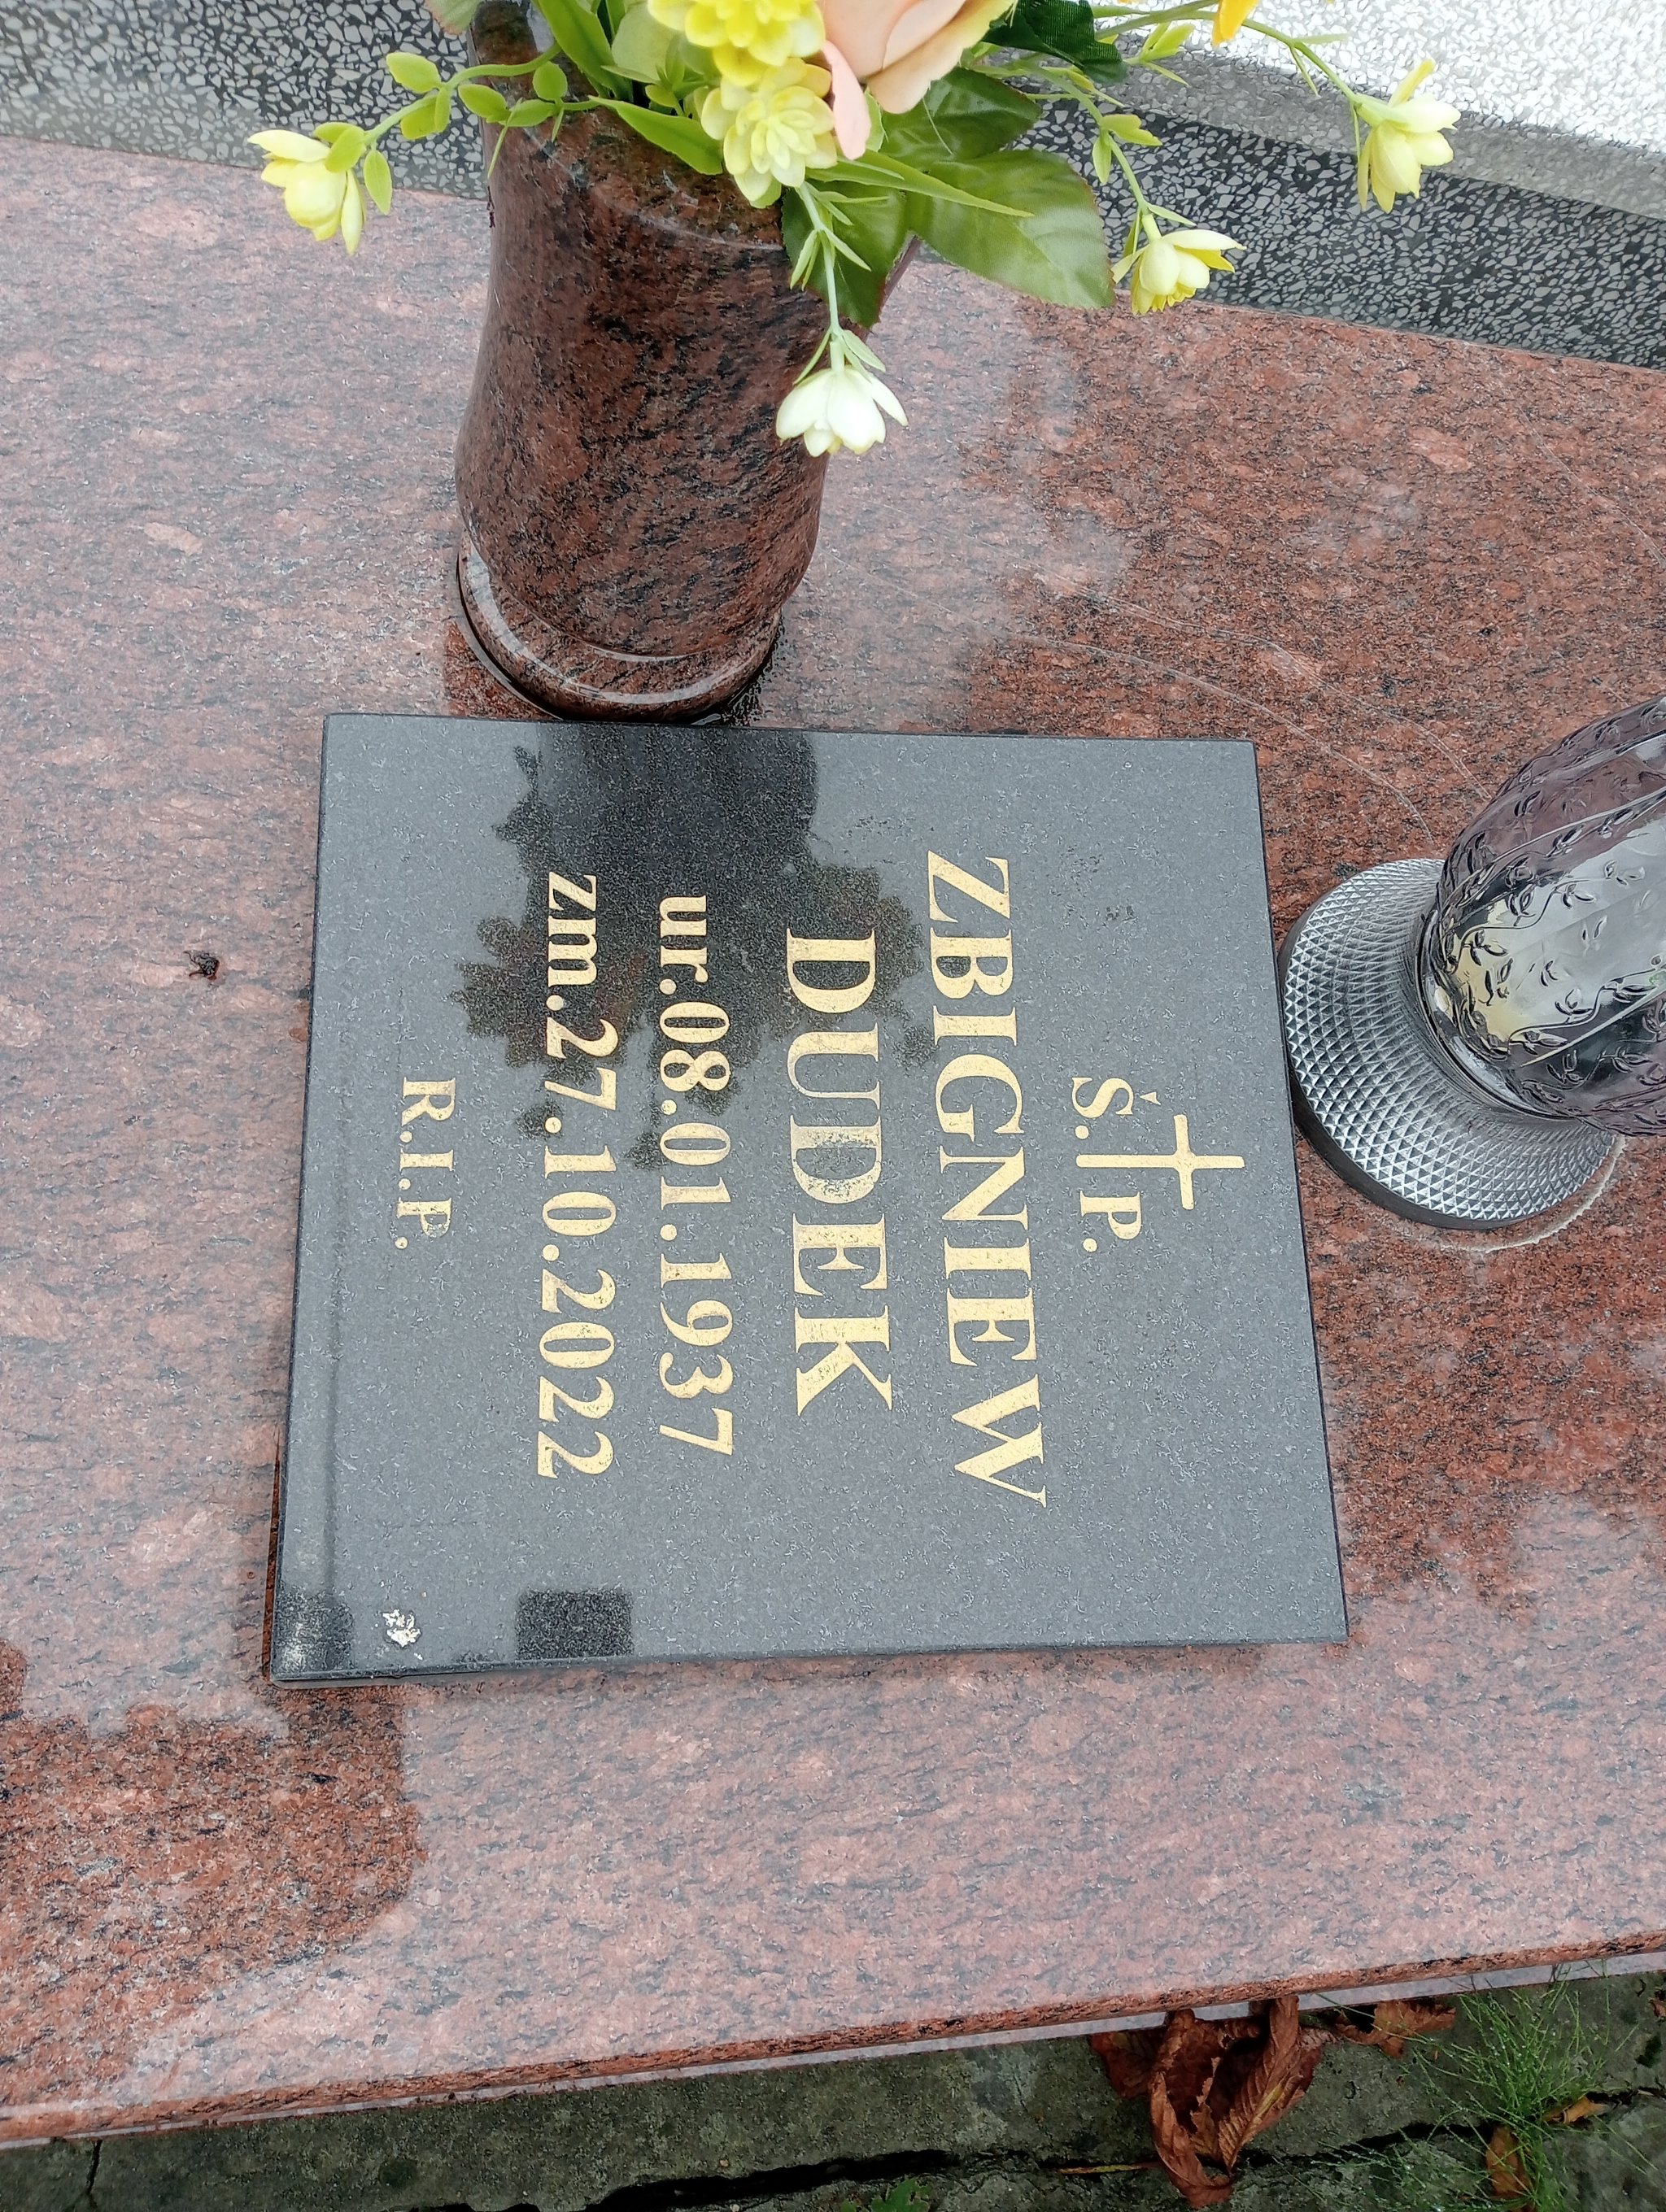 Ś. P.
ZBIGNIEW
DUDEK
ur.08.01.1937
zm.27.10.2022
R.I.P.